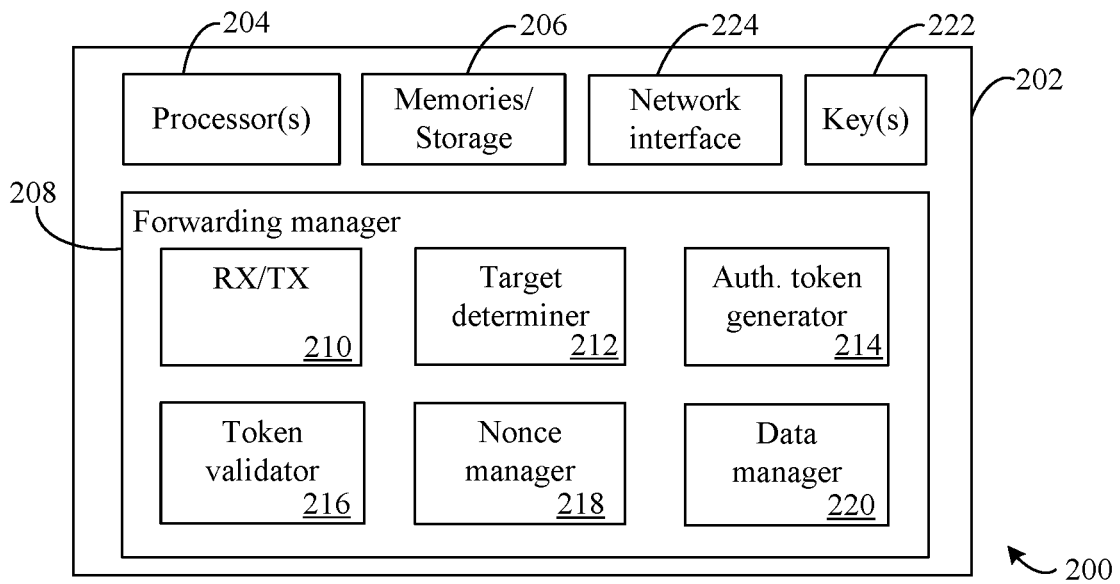 204
206
224
222
202
Processor(s)
Memories/
Storage
Network
interface
Key(s)
208
Forwarding manager
RX/TX
210
Target
determiner
212
Auth. token
generator
214
Token
validator
216
Nonce
manager
218
Data
manager
220
200